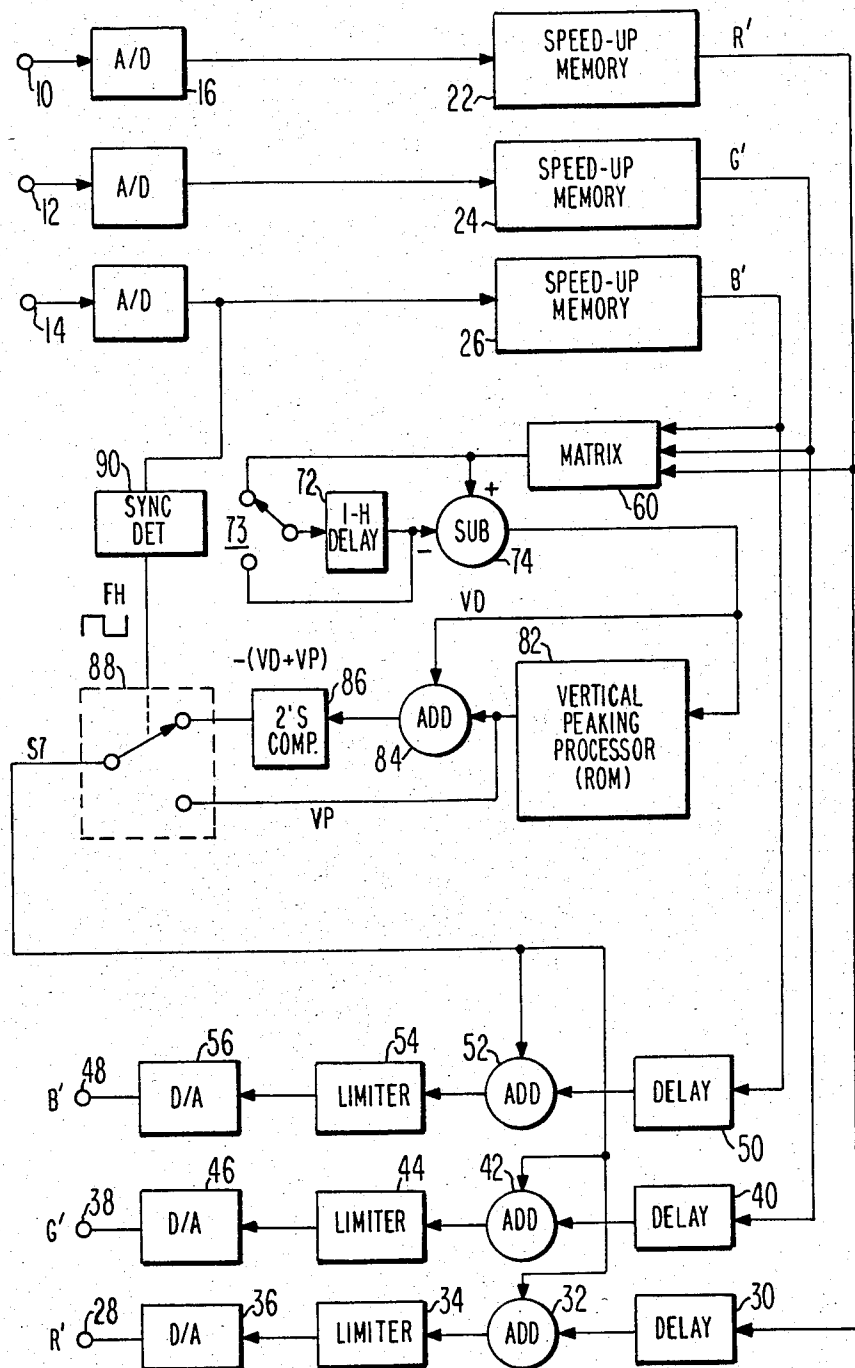 A/D
SPEED-UP MEMORY
R'
10
16
22
A/D
SPEED-UP MEMORY
G'
12
24
A/D
SPEED-UP MEMORY
B'
14
26
90
SYNC DET
72
1-H DELAY
73
+
-
SUB
74
MATRIX
60
FH
VD
88
-(VD+VP)
86
82
S7
2'S COMP.
ADD
84
VERTICAL PEAKING PROCESSOR (ROM)
VP
56
54
52
B'
48
D/A
LIMITER
ADD
DELAY
50
46
44
42
40
G'
38
D/A
LIMITER
ADD
DELAY
R'
28
D/A
36
LIMITER
34
ADD
32
DELAY
30